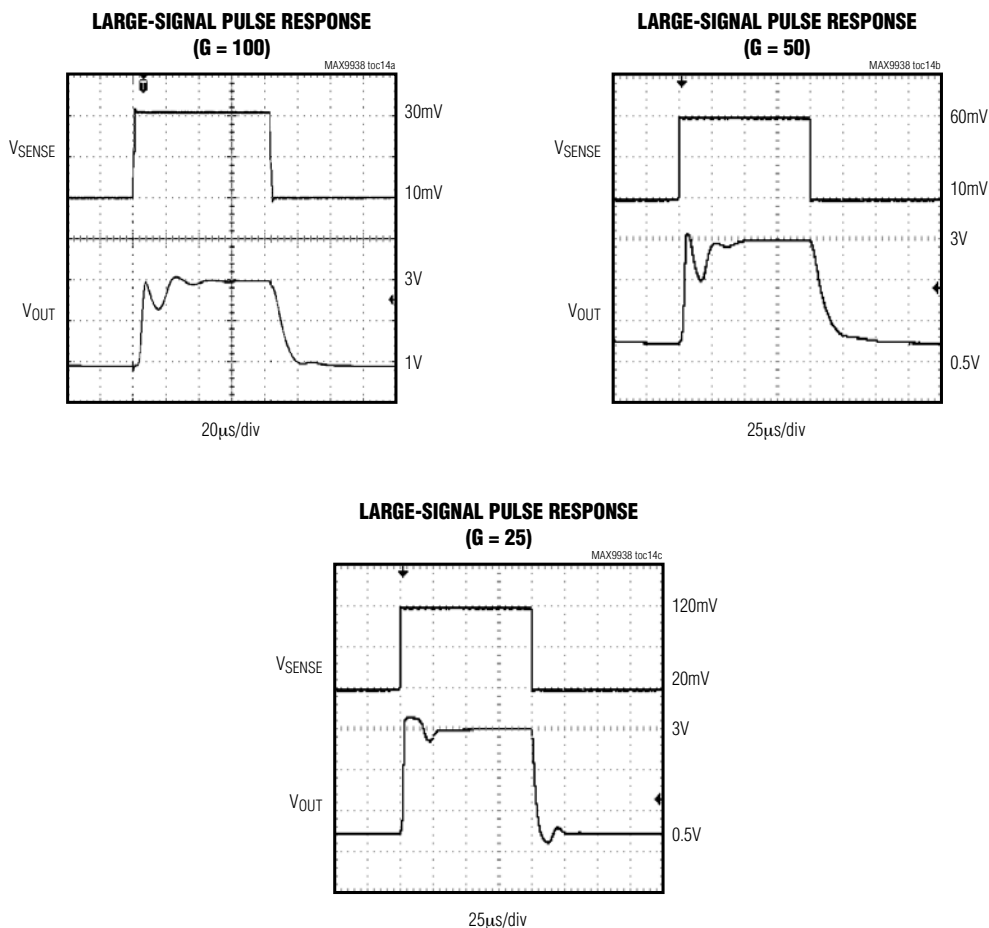 LARGE-SIGNAL PULSE RESPONSE
(G = 100)
MAX9938 toc14a
VSENSE
30mV
10mV
VOUT
3V
1V
20µs/div
LARGE-SIGNAL PULSE RESPONSE
(G = 50)
MAX9938 toc14b
VSENSE
60mV
10mV
3V
VOUT
0.5V
25µs/div
LARGE-SIGNAL PULSE RESPONSE
(G = 25)
MAX9938 toc14c
VSENSE
120mV
20mV
3V
VOUT
0.5V
25µs/div